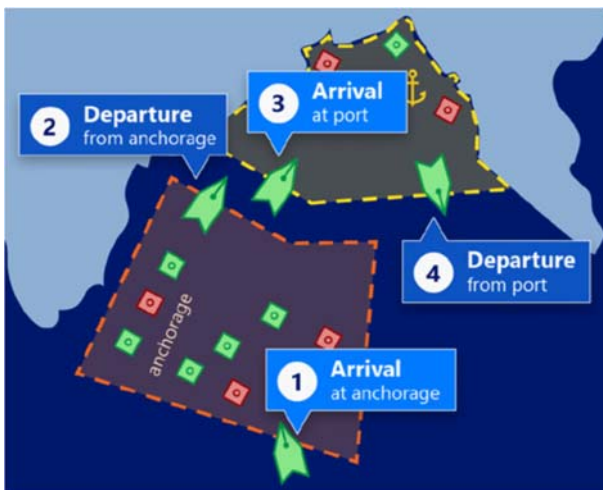 2
Departure
from anchorage
3
Arrival
at port
4
Departure
from port
anchorage
1
Arrival
at anchorage